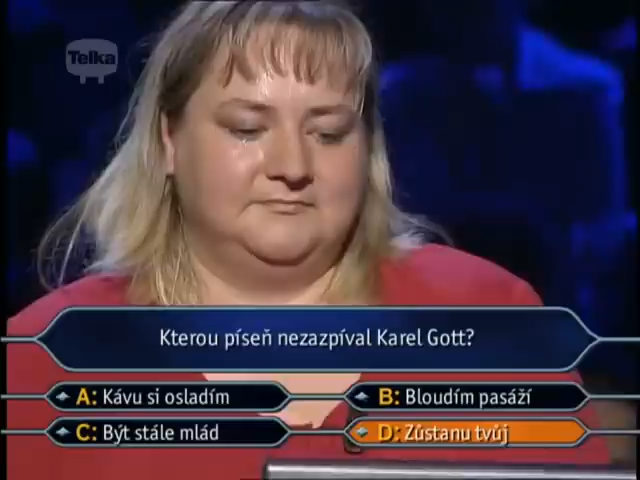 Telka
Kterou píseň nezazpíval Karel Gott?
A: Kávu si osladím
B: Bloudím pasáží
C: Být stále mlád
D: Zůstanu tvůj